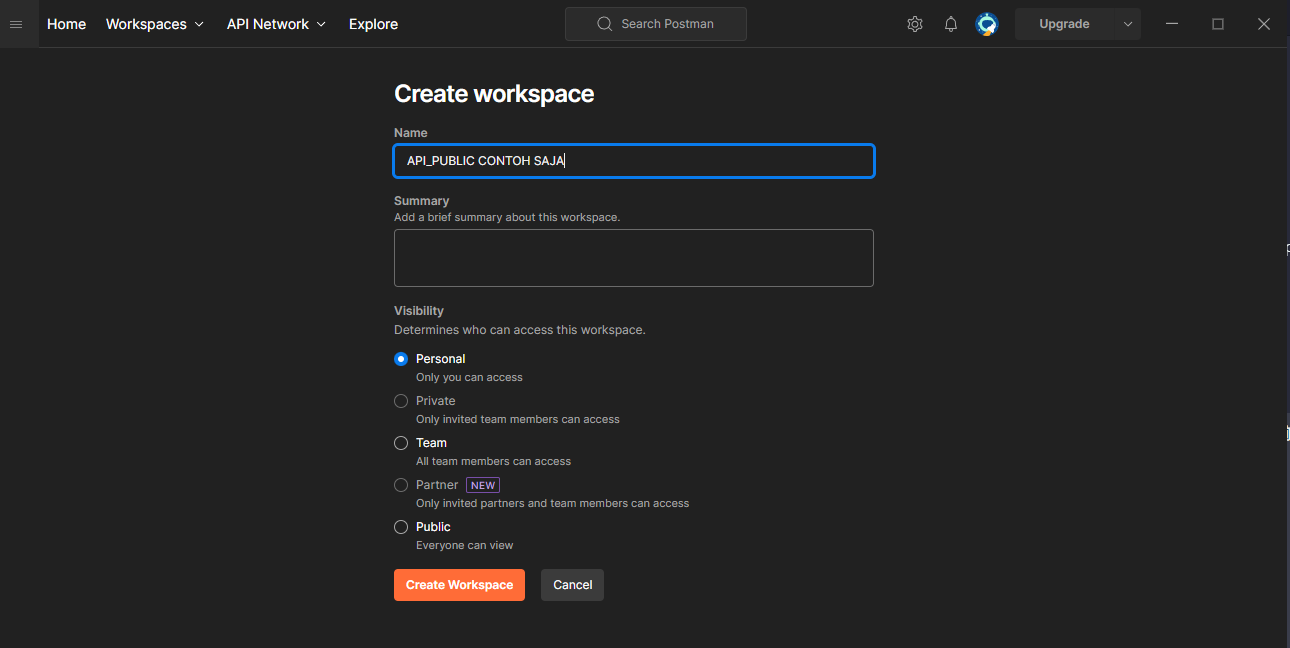 Home Workspaces API Network Explore Search Postman Upgrade
Create workspace
Name
API_PUBLIC CONTOH SAJA
Summary
Add a brief summary about this workspace.
Visibility
Determines who can access this workspace.
Personal
Only you can access
Private
Only invited team members can access
Team
All team members can access
Partner NEW
Only invited partners and team members can access
Public
Everyone can view
Create Workspace Cancel